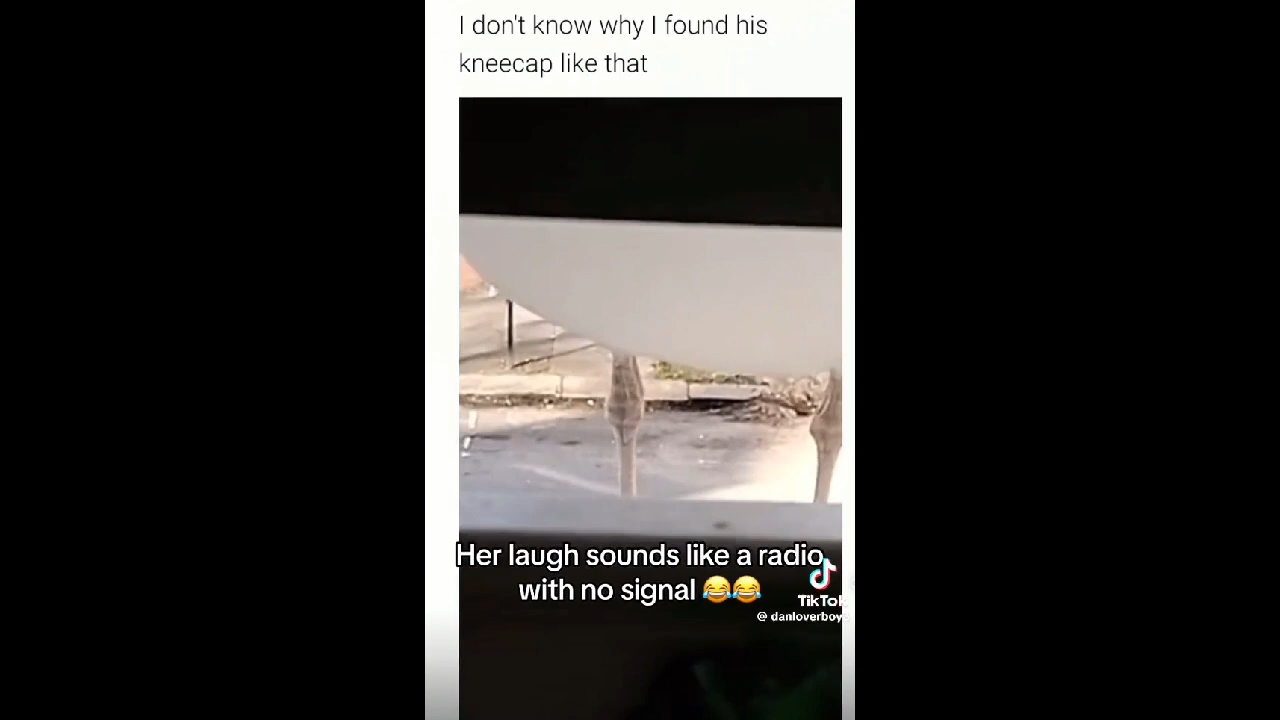 I don't know why I found his
kneecap like that
Her laugh sounds like a radio
with no signal 😂😂
TikTok
@ danloverboy